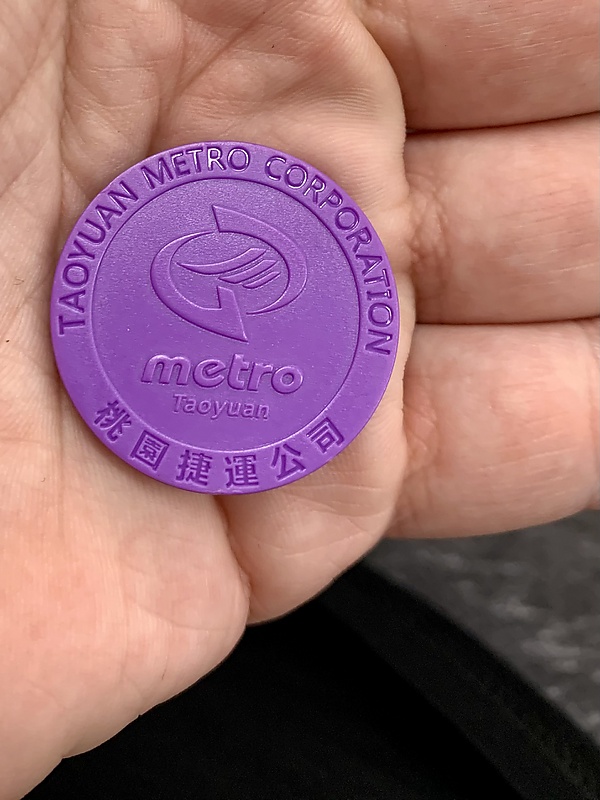 TAOYUAN METRO CORPORATION
metro
Taoyuan
桃園捷運公司